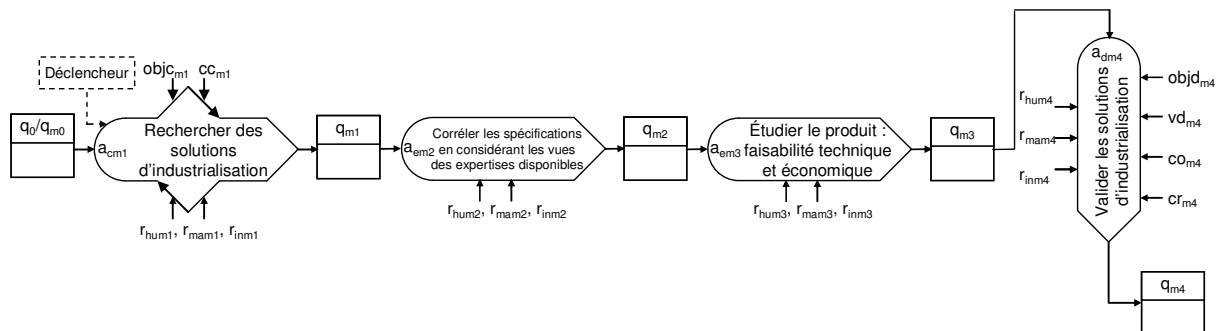 Déclencheur
objc_m1
cc_m1
q_0/q_m0
a_cm1
Rechercher des
solutions
d'industrialisation
r_hum1, r_mam1, r_inm1
q_m1
a_em2
Corréler les spécifications
en considérant les vues
des expertises disponibles
r_hum2, r_mam2, r_inm2
q_m2
a_em3
Étudier le produit :
faisabilité technique
et économique
r_hum3, r_mam3, r_inm3
q_m3
a_dm4
Valider les solutions
d'industrialisation
r_hum4
r_mam4
r_inm4
objd_m4
vd_m4
co_m4
cr_m4
q_m4